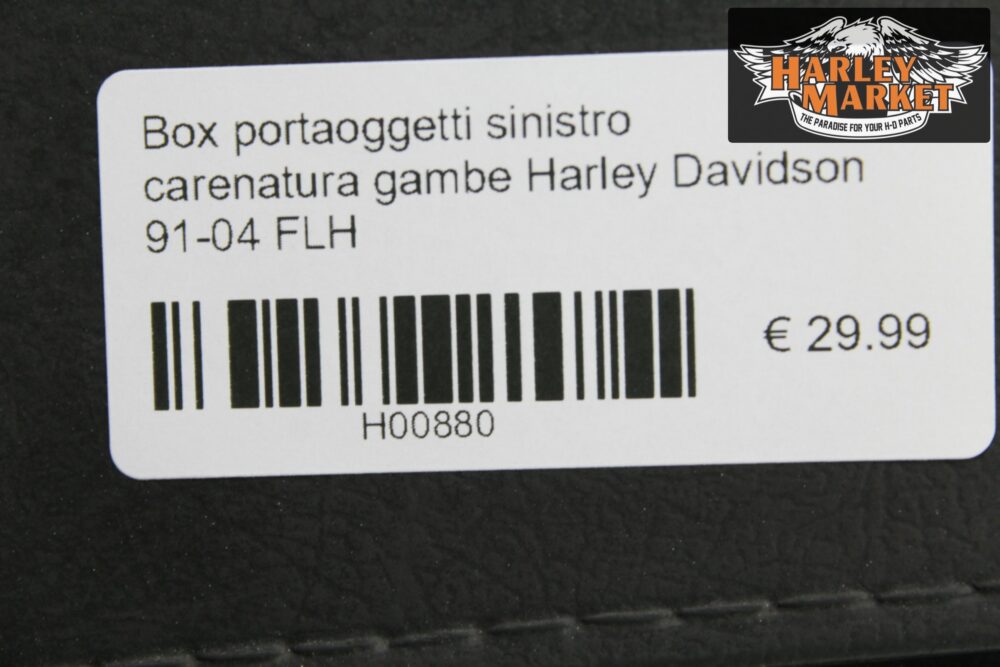 HARLEY
MARKET
THE PARADISE FOR YOUR H-D PARTS
Box portaoggetti sinistro
carenatura gambe Harley Davidson
91-04 FLH
€ 29.99
H00880